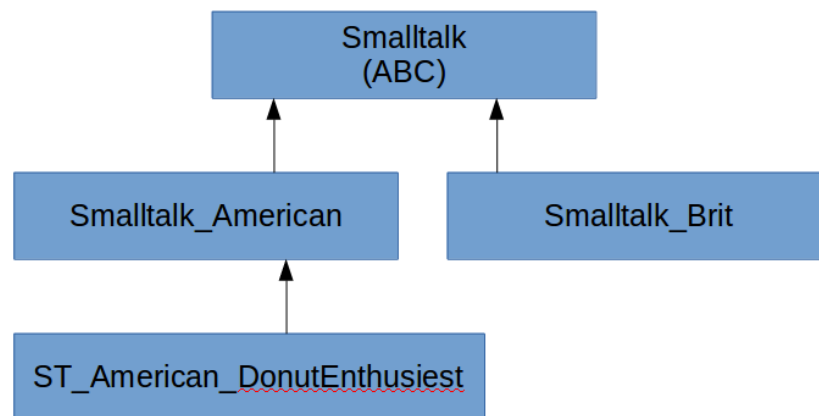 Smalltalk
(ABC)
Smalltalk_American
Smalltalk_Brit
ST_American_DonutEnthusiest